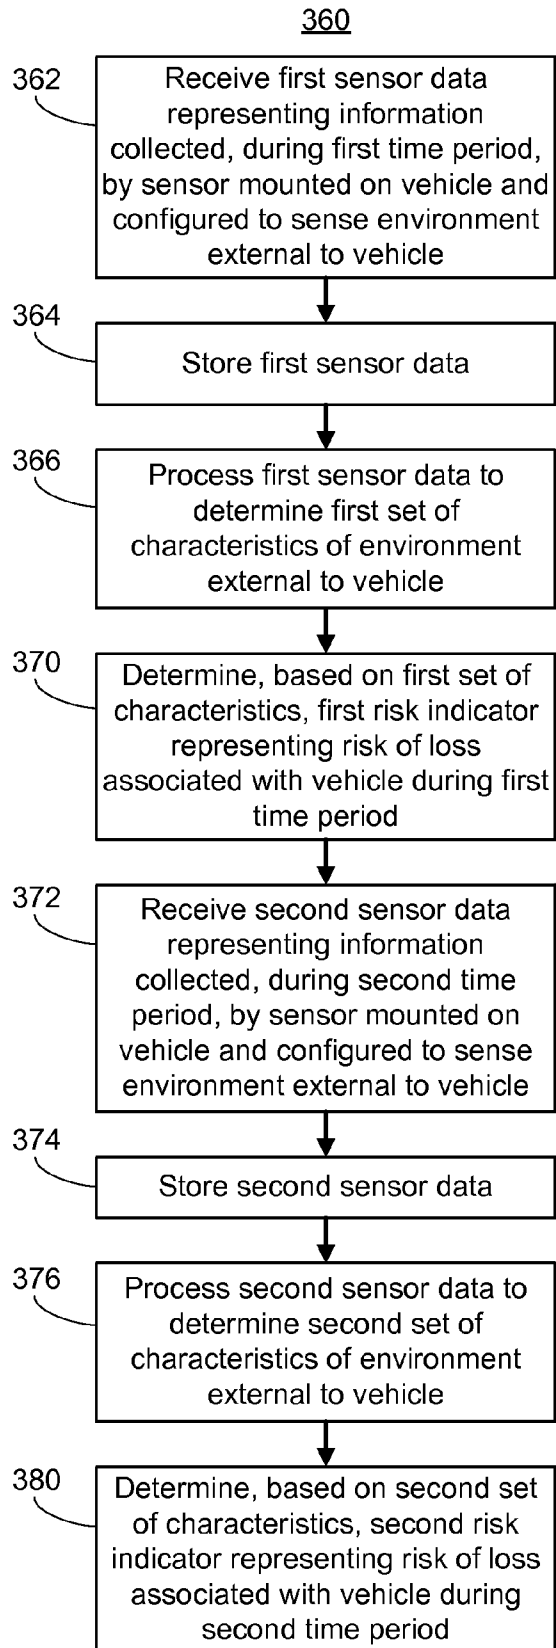 360
362
Receive first sensor data
representing information
collected, during first time period,
by sensor mounted on vehicle and
configured to sense environment
external to vehicle
364
Store first sensor data
366
Process first sensor data to
determine first set of
characteristics of environment
external to vehicle
370
Determine, based on first set of
characteristics, first risk indicator
representing risk of loss
associated with vehicle during first
time period
372
Receive second sensor data
representing information
collected, during second time
period, by sensor mounted on
vehicle and configured to sense
environment external to vehicle
374
Store second sensor data
376
Process second sensor data to
determine second set of
characteristics of environment
external to vehicle
380
Determine, based on second set
of characteristics, second risk
indicator representing risk of loss
associated with vehicle during
second time period